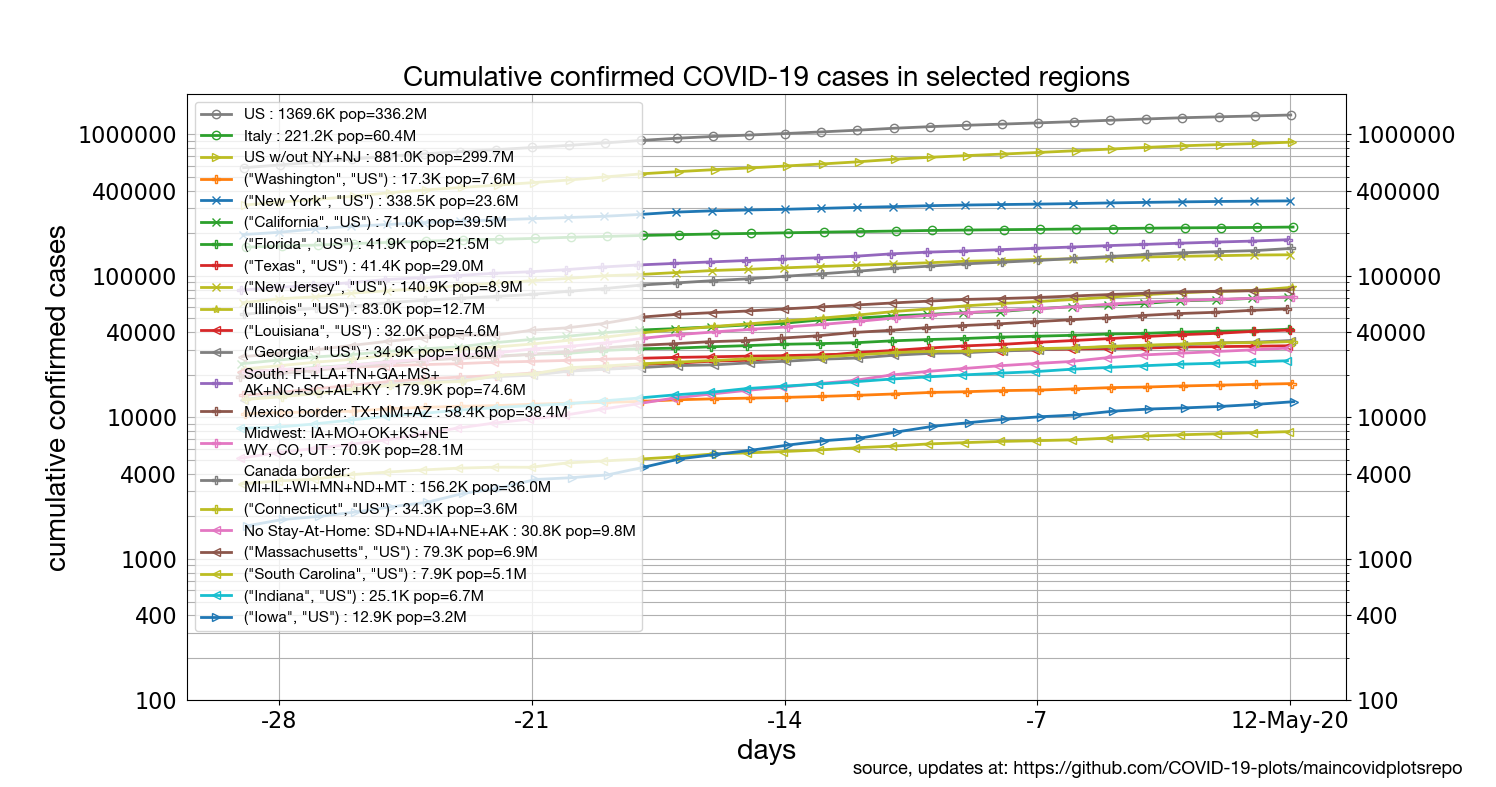 Cumulative confirmed COVID-19 cases in selected regions
cumulative confirmed cases
1000000
400000
100000
40000
10000
4000
1000
400
100
US : 1369.6K pop=336.2M
Italy : 221.2K pop=60.4M
US w/out NY+NJ : 881.0K pop=299.7M
("Washington", "US") : 17.3K pop=7.6M
("New York", "US") : 338.5K pop=23.6M
("California", "US") : 71.0K pop=39.5M
("Florida", "US") : 41.9K pop=21.5M
("Texas", "US") : 41.4K pop=29.0M
("New Jersey", "US") : 140.9K pop=8.9M
("Illinois", "US") : 83.0K pop=12.7M
("Louisiana", "US") : 32.0K pop=4.6M
("Georgia", "US") : 34.9K pop=10.6M
South: FL+LA+TN+GA+MS+
AK+NC+SC+AL+KY : 179.9K pop=74.6M
Mexico border: TX+NM+AZ : 58.4K pop=38.4M
Midwest: IA+MO+OK+KS+NE
WY, CO, UT : 70.9K pop=28.1M
Canada border:
MI+IL+WI+MN+ND+MT : 156.2K pop=36.0M
("Connecticut", "US") : 34.3K pop=3.6M
No Stay-At-Home: SD+ND+IA+NE+AK : 30.8K pop=9.8M
("Massachusetts", "US") : 79.3K pop=6.9M
("South Carolina", "US") : 7.9K pop=5.1M
("Indiana", "US") : 25.1K pop=6.7M
("Iowa", "US") : 12.9K pop=3.2M
1000000
400000
100000
40000
10000
4000
1000
400
100
-28 -21 -14 -7 12-May-20
days
source, updates at: https://github.com/COVID-19-plots/maincovidplotsrepo